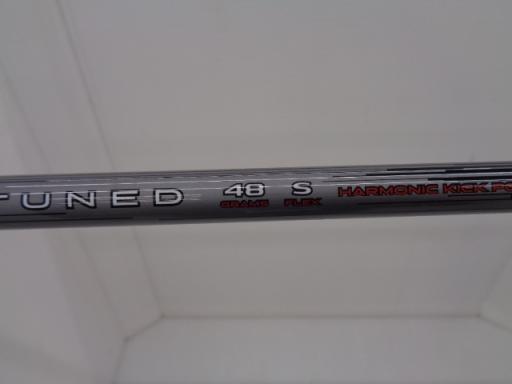 TUNED 48 S HARMONIC KICK
GRAMS FLEX